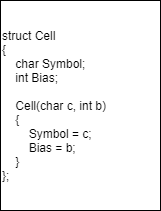 struct Cell
{
    char Symbol;
    int Bias;

    Cell(char c, int b)
    {
        Symbol = c;
        Bias = b;
    }
};